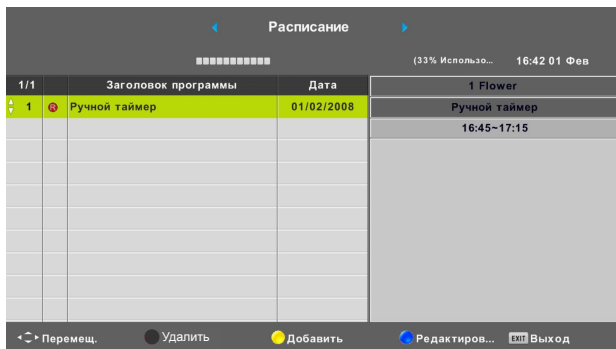 Расписание
(33% Использо... 16:42 01 Фев
1/1 Заголовок программы Дата 1 Flower
1 R Ручной таймер 01/02/2008 Ручной таймер
16:45~17:15
Перемещ. Удалить Добавить Редактиров... EXIT Выход